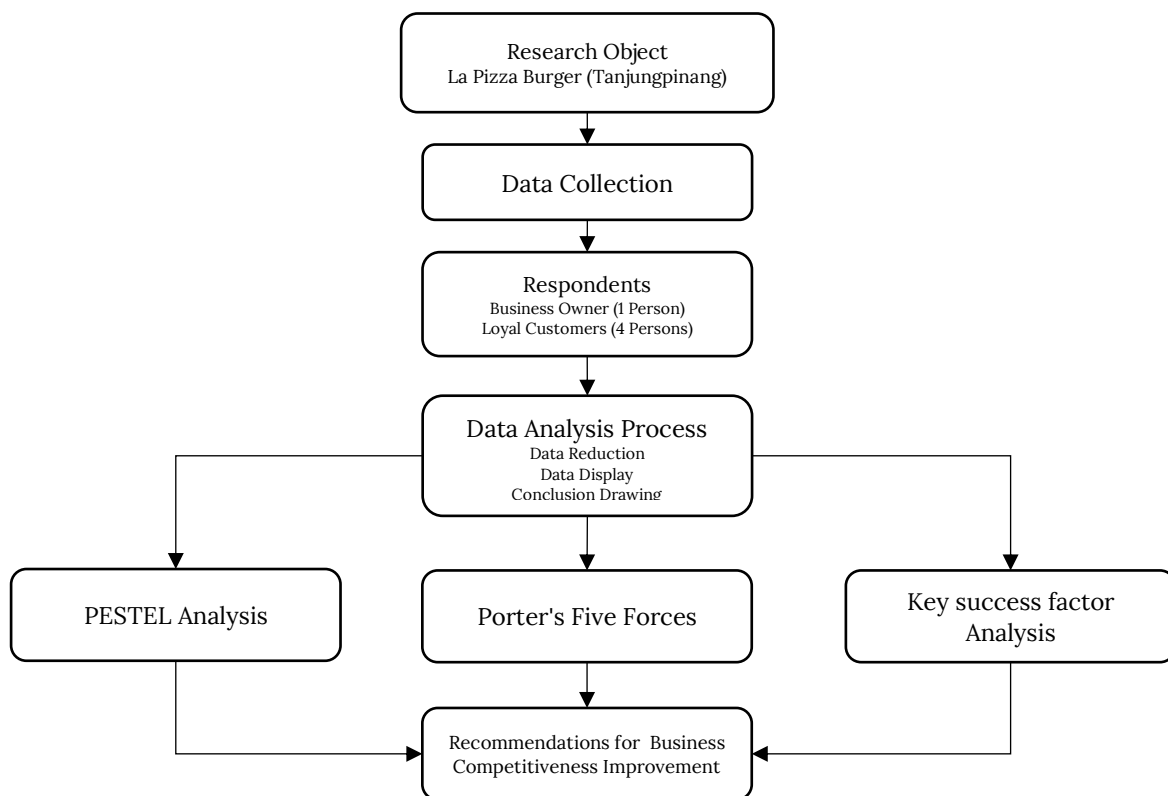 Research Object
La Pizza Burger (Tanjungpinang)
Data Collection
Respondents
Business Owner (1 Person)
Loyal Customers (4 Persons)
Data Analysis Process
Data Reduction
Data Display
Conclusion Drawing
PESTEL Analysis
Porter's Five Forces
Key success factor
Analysis
Recommendations for Business
Competitiveness Improvement